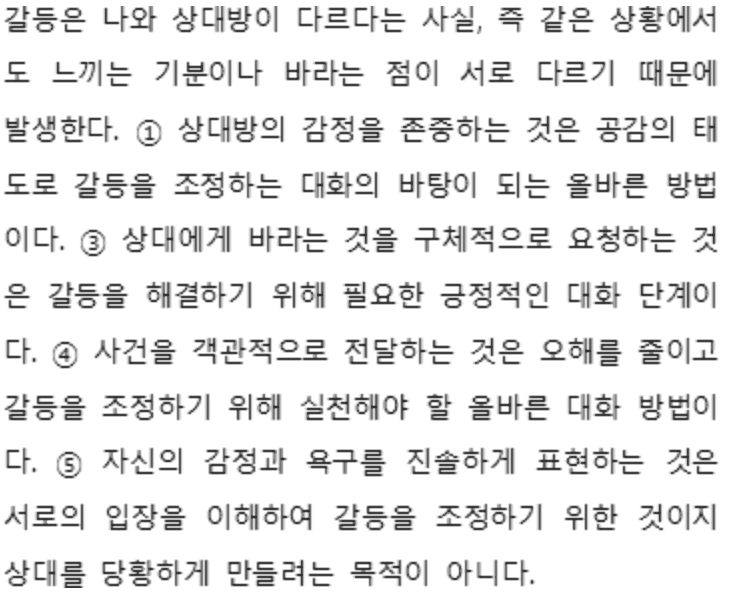 갈등은 나와 상대방이 다르다는 사실, 즉 같은 상황에서
도 느끼는 기분이나 바라는 점이 서로 다르기 때문에
발생한다. ① 상대방의 감정을 존중하는 것은 공감의 태
도로 갈등을 조정하는 대화의 바탕이 되는 올바른 방법
이다. ③ 상대에게 바라는 것을 구체적으로 요청하는 것
은 갈등을 해결하기 위해 필요한 긍정적인 대화 단계이
다. ④ 사건을 객관적으로 전달하는 것은 오해를 줄이고
갈등을 조정하기 위해 실천해야 할 올바른 대화 방법이
다. ⑤ 자신의 감정과 욕구를 진솔하게 표현하는 것은
서로의 입장을 이해하여 갈등을 조정하기 위한 것이지
상대를 당황하게 만들려는 목적이 아니다.